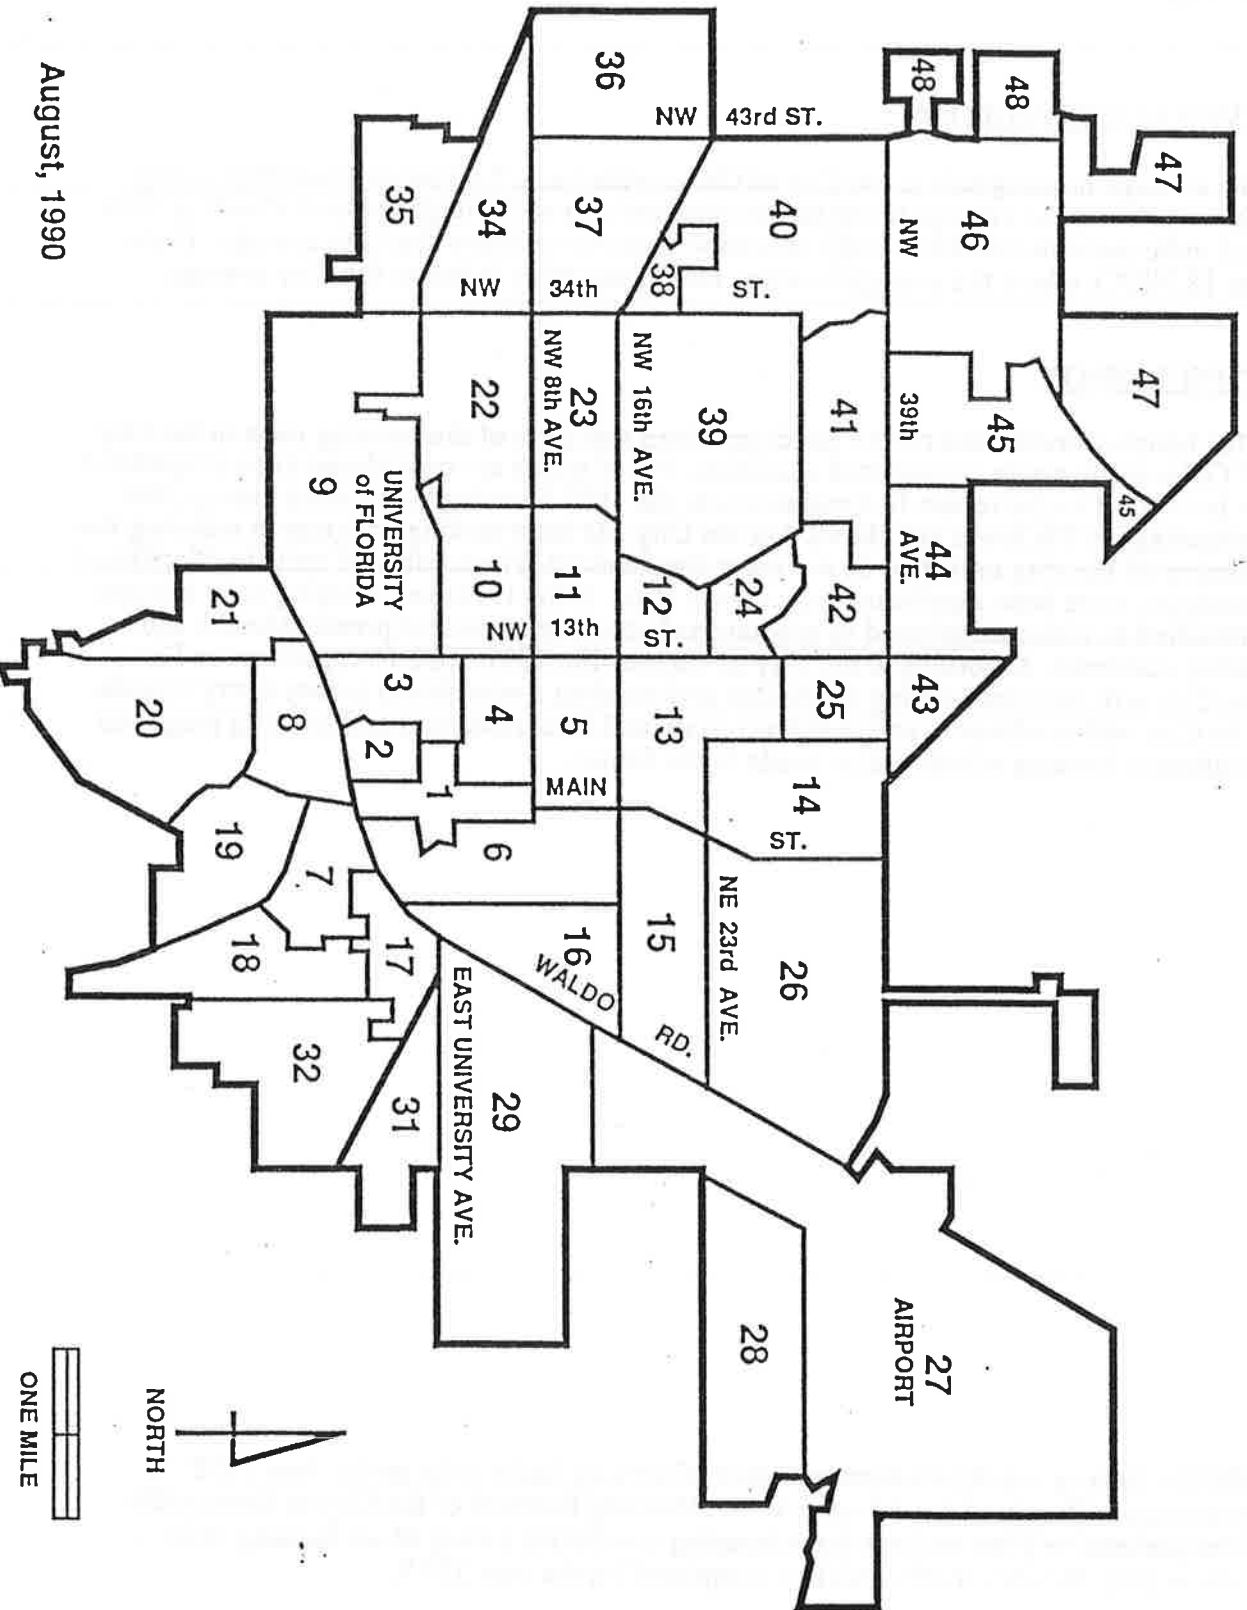 47
47
45
48
48
46
45
NW 39th AVE.
44
43
27
AIRPORT
40
41
42
25
14
ST.
26
28
NW 43rd ST.
38
39
24
NW 34th ST.
NW 16th AVE.
12
13
15
NE 23rd AVE.
RD.
36
37
23
NW 8th AVE.
11
NW 13th ST.
5
MAIN
16
WALDO
34
22
10
4
6
29
EAST UNIVERSITY AVE.
35
UNIVERSITY
of FLORIDA
9
3
2
1
17
31
7
32
21
8
19
18
20
August, 1990
NORTH
ONE MILE